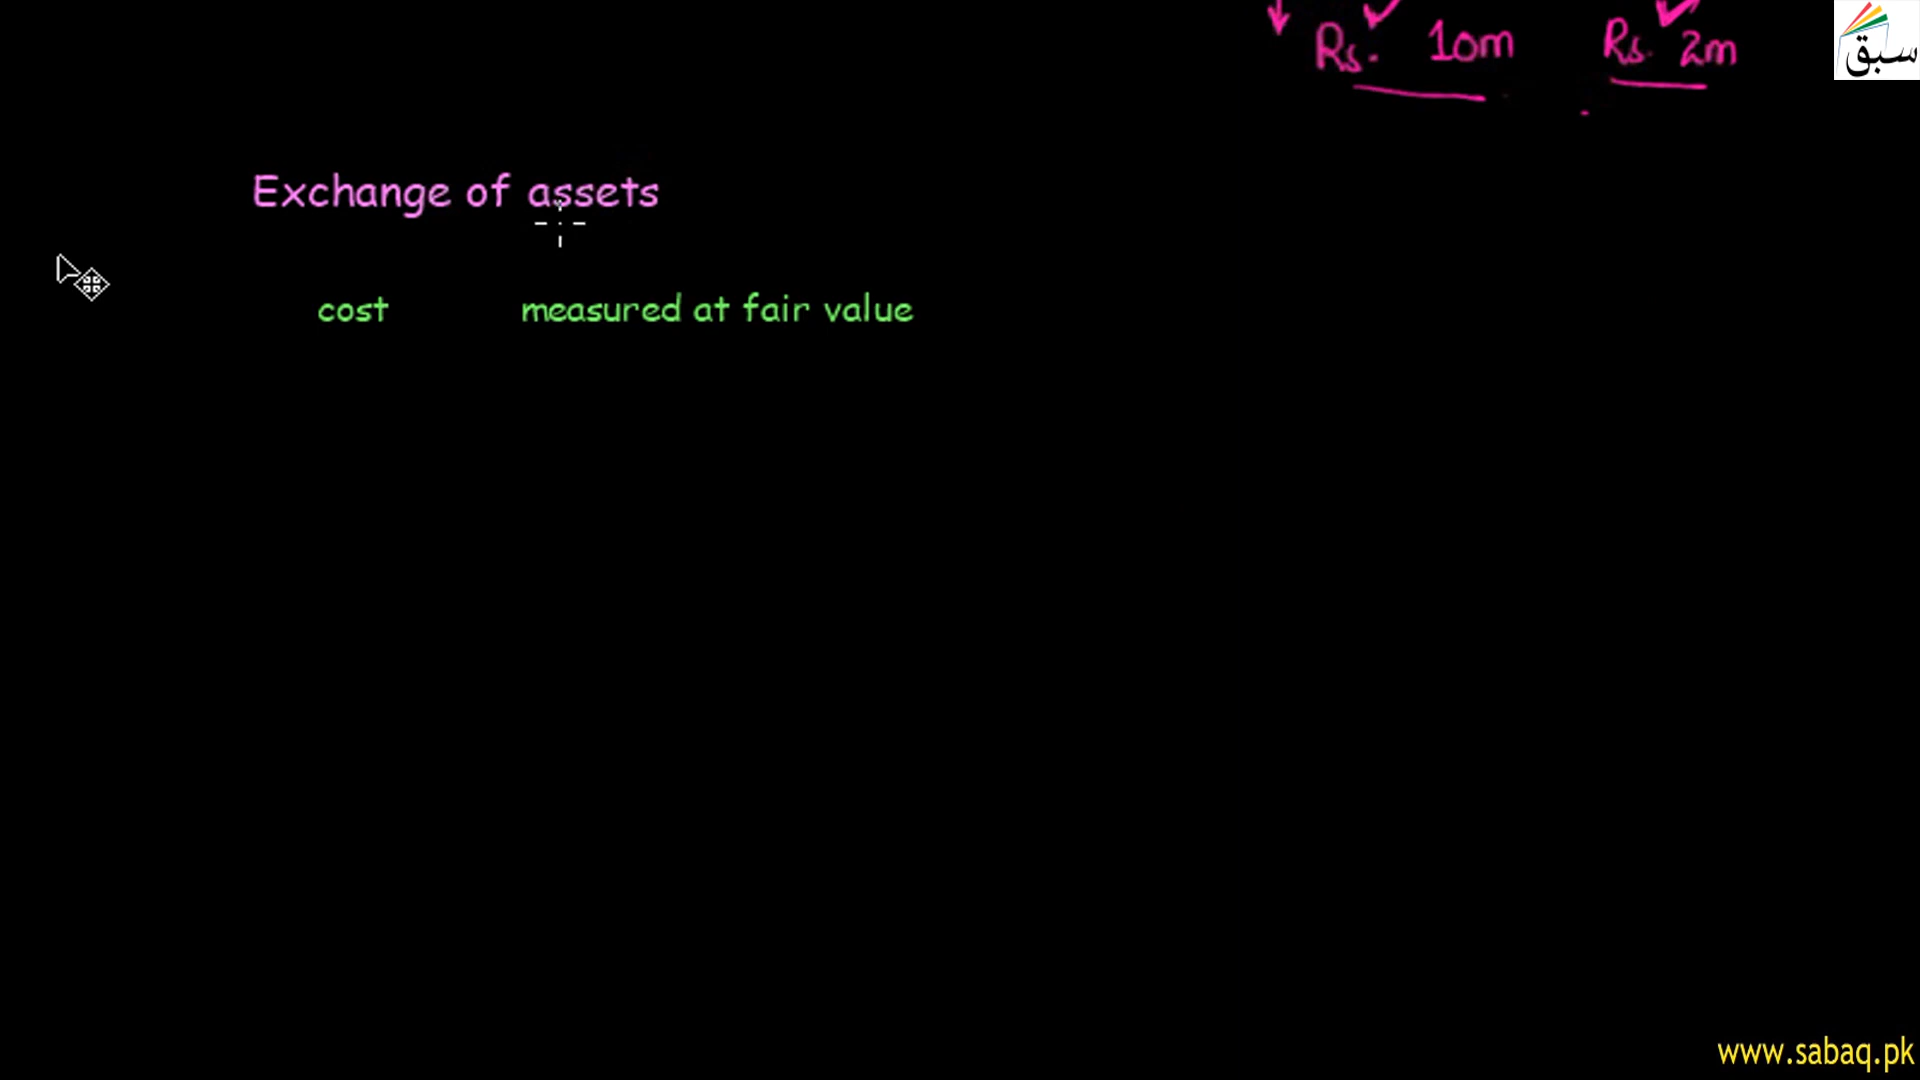 Rs. 10m Rs. 2m
سبق
Exchange of assets
cost measured at fair value
www.sabaq.pk